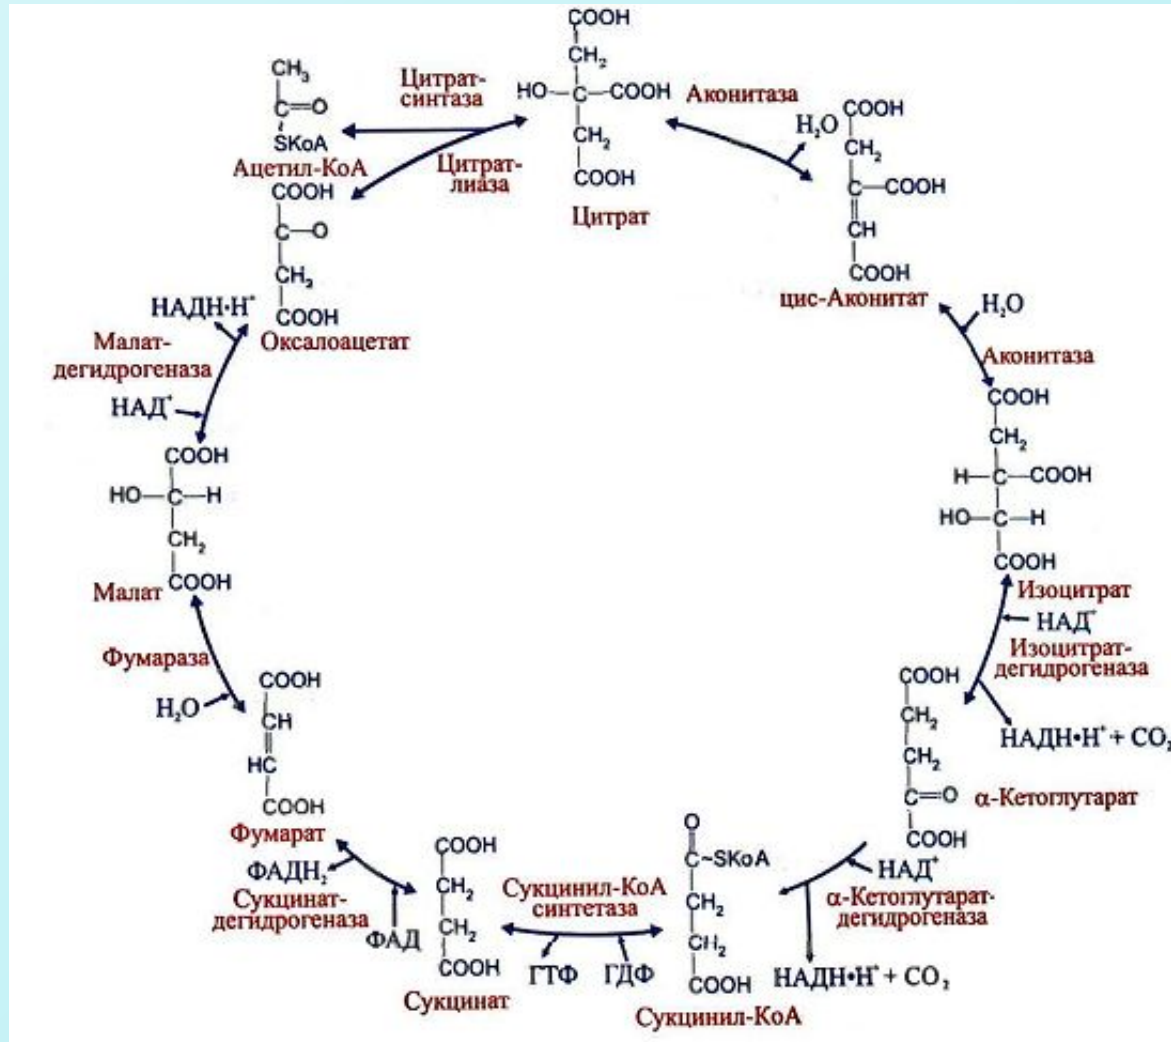 COOH
CH₂
HO—C—COOH
CH₂
COOH
Цитрат
Аконитаза
H₂O
COOH
CH₂
C—COOH
CH
COOH
цис-Аконитат
H₂O
Аконитаза
COOH
CH₂
H—C—COOH
HO—C—H
COOH
Изоцитрат
НАД⁺
Изоцитрат-
дегидрогеназа
НАДН•Н⁺ + CO₂
COOH
CH₂
CH₂
C=O
COOH
α-Кетоглутарат
НАД⁺
α-Кетоглутарат-
дегидрогеназа
НАДН•Н⁺ + CO₂
O
C~SKoA
CH₂
CH₂
COOH
Сукцинил-КоА
Сукцинил-КоА
синтетаза
ГТФ
ГДФ
COOH
CH₂
CH₂
COOH
Сукцинат
ФАДН₂
Сукцинат-
дегидрогеназа
ФАД
COOH
CH
HC
COOH
Фумарат
Фумараза
H₂O
COOH
HO—C—H
CH₂
COOH
Малат
Малат-
дегидрогеназа
НАД⁺
НАДН•Н⁺
COOH
C—O
CH₂
COOH
Оксалоацетат
CH₃
C=O
SKoA
Ацетил-КоА
Цитрат-
синтаза
Цитрат-
лиаза